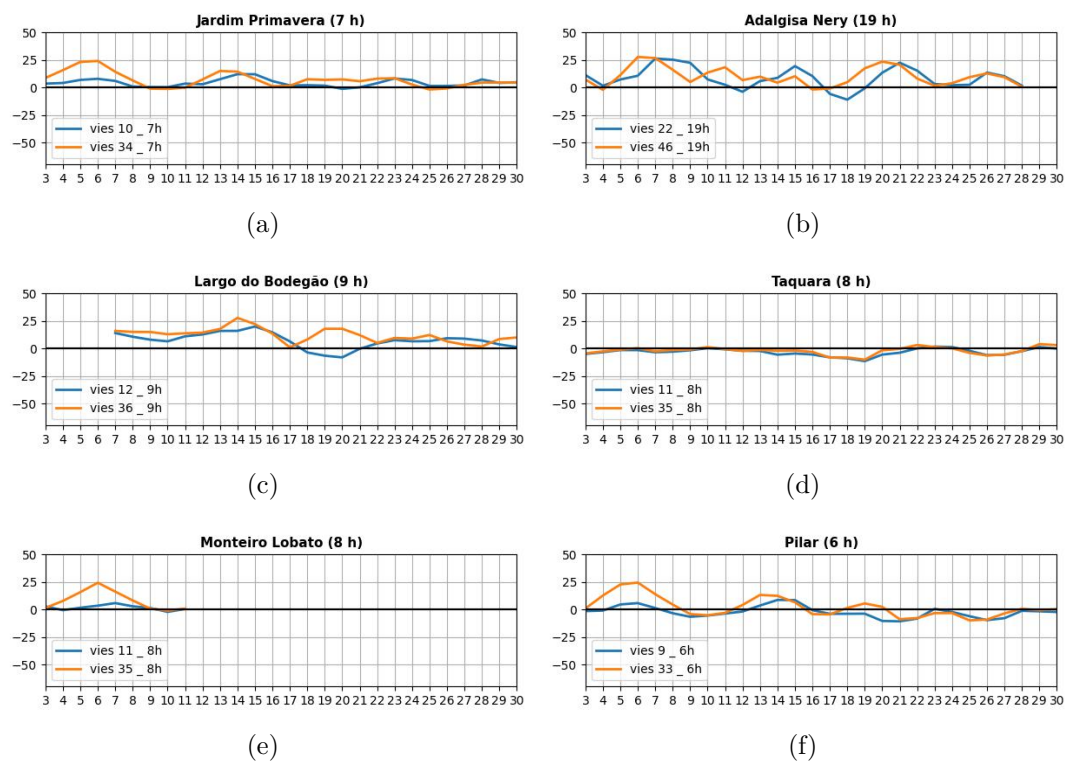 Jardim Primavera (7 h)
50
25
0
−25
−50
vies 10 _ 7h
vies 34 _ 7h
3 4 5 6 7 8 9 10 11 12 13 14 15 16 17 18 19 20 21 22 23 24 25 26 27 28 29 30
(a)
Adalgisa Nery (19 h)
50
25
0
−25
−50
vies 22 _ 19h
vies 46 _ 19h
3 4 5 6 7 8 9 10 11 12 13 14 15 16 17 18 19 20 21 22 23 24 25 26 27 28 29 30
(b)
Largo do Bodegão (9 h)
50
25
0
−25
−50
vies 12 _ 9h
vies 36 _ 9h
3 4 5 6 7 8 9 10 11 12 13 14 15 16 17 18 19 20 21 22 23 24 25 26 27 28 29 30
(c)
Taquara (8 h)
50
25
0
−25
−50
vies 11 _ 8h
vies 35 _ 8h
3 4 5 6 7 8 9 10 11 12 13 14 15 16 17 18 19 20 21 22 23 24 25 26 27 28 29 30
(d)
Monteiro Lobato (8 h)
50
25
0
−25
−50
vies 11 _ 8h
vies 35 _ 8h
3 4 5 6 7 8 9 10 11 12 13 14 15 16 17 18 19 20 21 22 23 24 25 26 27 28 29 30
(e)
Pilar (6 h)
50
25
0
−25
−50
vies 9 _ 6h
vies 33 _ 6h
3 4 5 6 7 8 9 10 11 12 13 14 15 16 17 18 19 20 21 22 23 24 25 26 27 28 29 30
(f)